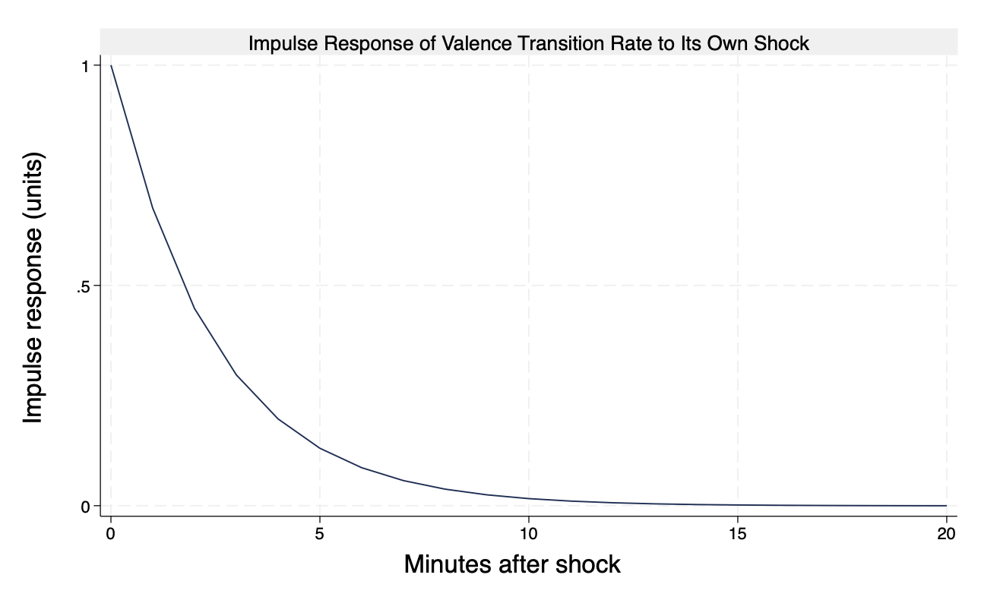 Impulse Response of Valence Transition Rate to Its Own Shock
1
.5
0
Impulse response (units)
0 5 10 15 20
Minutes after shock